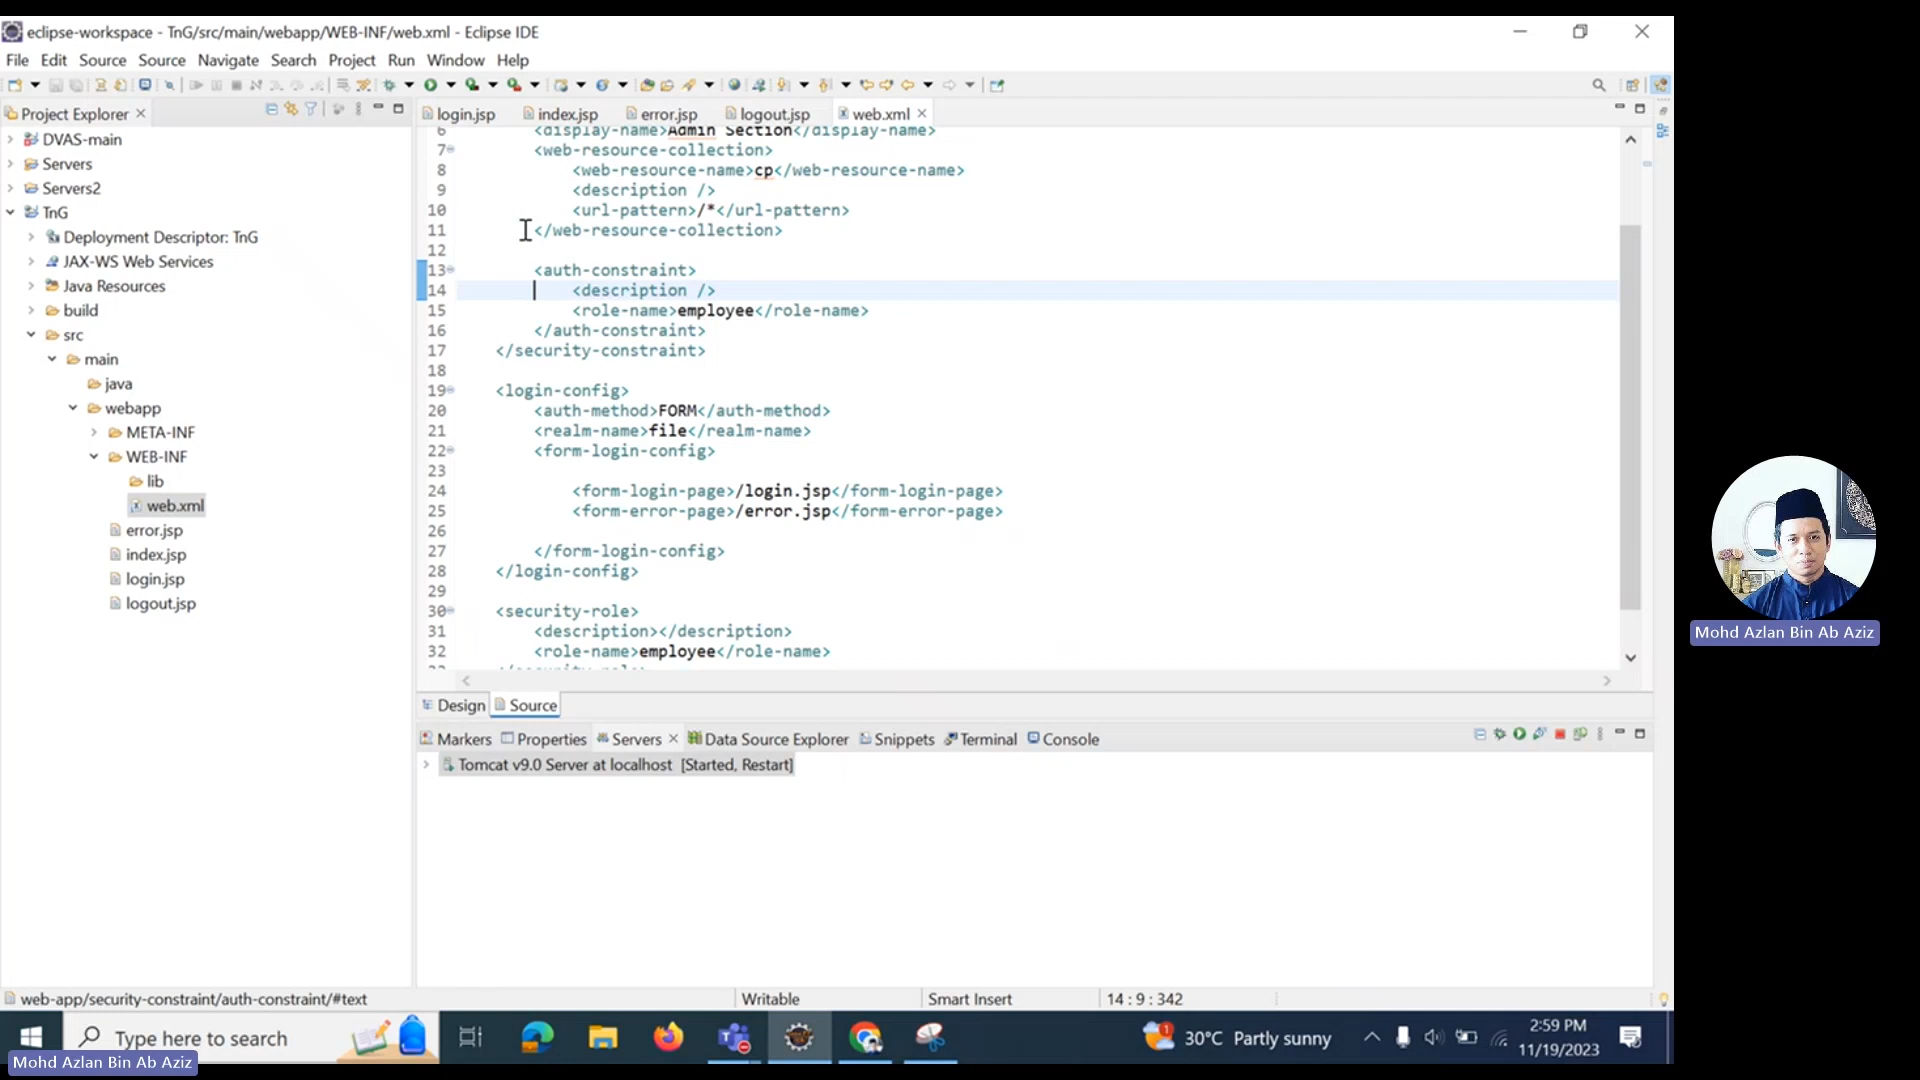 eclipse-workspace - TnG/src/main/webapp/WEB-INF/web.xml - Eclipse IDE
File Edit Source Source Navigate Search Project Run Window Help
Project Explorer
DVAS-main
Servers
Servers2
TnG
Deployment Descriptor: TnG
JAX-WS Web Services
Java Resources
build
src
main
java
webapp
META-INF
WEB-INF
lib
web.xml
error.jsp
index.jsp
login.jsp
logout.jsp
login.jsp index.jsp error.jsp logout.jsp web.xml
6 <display-name>Admin Section</display-name>
7 <web-resource-collection>
8 <web-resource-name>cp</web-resource-name>
9 <description />
10 <url-pattern>/*</url-pattern>
11 </web-resource-collection>
12
13 <auth-constraint>
14 <description />
15 <role-name>employee</role-name>
16 </auth-constraint>
17 </security-constraint>
18
19 <login-config>
20 <auth-method>FORM</auth-method>
21 <realm-name>file</realm-name>
22 <form-login-config>
23
24 <form-login-page>/login.jsp</form-login-page>
25 <form-error-page>/error.jsp</form-error-page>
26
27 </form-login-config>
28 </login-config>
29
30 <security-role>
31 <description></description>
32 <role-name>employee</role-name>
Design Source
Markers Properties Servers Data Source Explorer Snippets Terminal Console
Tomcat v9.0 Server at localhost [Started, Restart]
web-app/security-constraint/auth-constraint/#text Writable Smart Insert 14 : 9 : 342
Type here to search
30°C Partly sunny
2:59 PM
11/19/2023
Mohd Azlan Bin Ab Aziz
Mohd Azlan Bin Ab Aziz